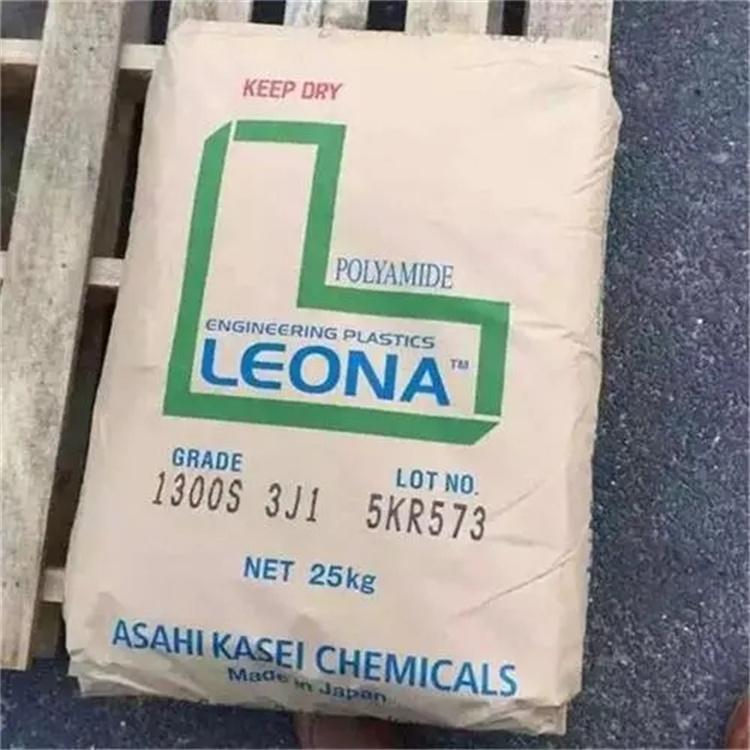 KEEP DRY
POLYAMIDE
ENGINEERING PLASTICS
LEONA™
GRADE
LOT NO.
1300S 3J1 5KR573
NET 25kg
ASAHI KASEI CHEMICALS
Made in Japan